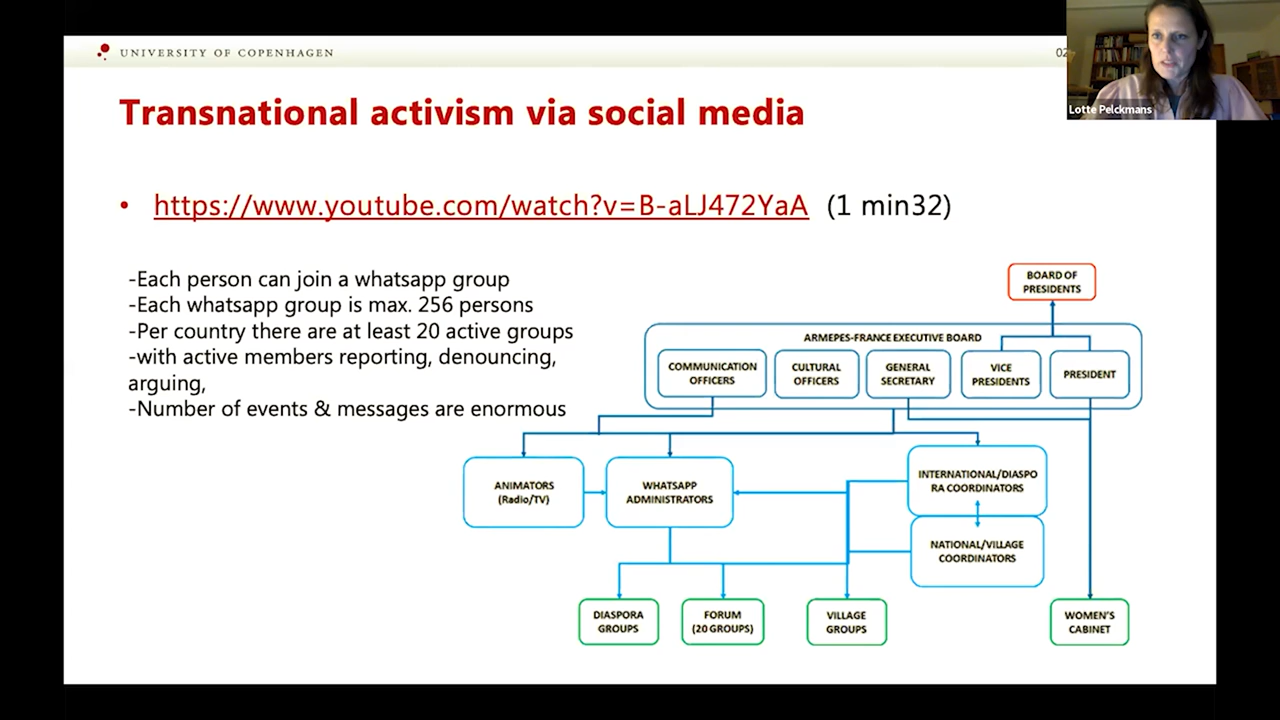 UNIVERSITY OF COPENHAGEN
02
Lotte Pelckmans
Transnational activism via social media
• https://www.youtube.com/watch?v=B-aLJ472YaA (1 min32)
-Each person can join a whatsapp group
-Each whatsapp group is max. 256 persons
-Per country there are at least 20 active groups
-with active members reporting, denouncing,
arguing,
-Number of events & messages are enormous
BOARD OF
PRESIDENTS
ARMEPES-FRANCE EXECUTIVE BOARD
COMMUNICATION
OFFICERS
CULTURAL
OFFICERS
GENERAL
SECRETARY
VICE
PRESIDENTS
PRESIDENT
ANIMATORS
(Radio/TV)
WHATSAPP
ADMINISTRATORS
INTERNATIONAL/DIASPO
RA COORDINATORS
NATIONAL/VILLAGE
COORDINATORS
DIASPORA
GROUPS
FORUM
(20 GROUPS)
VILLAGE
GROUPS
WOMEN'S
CABINET